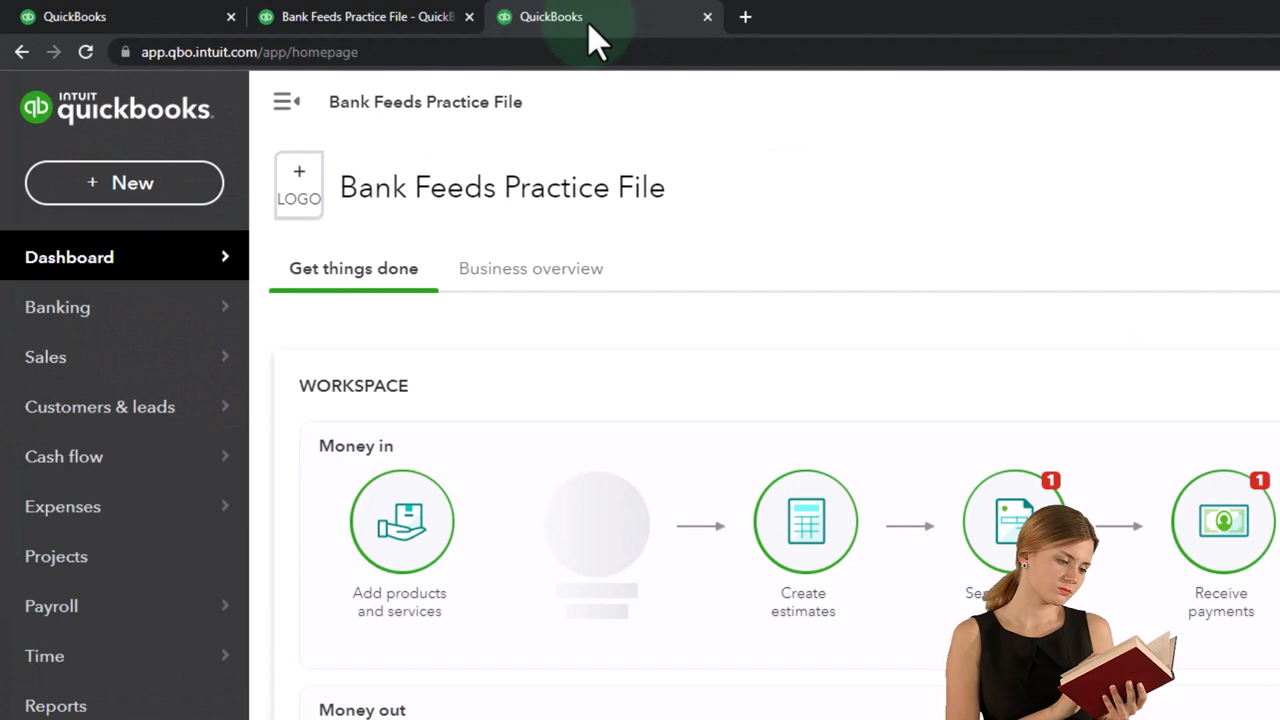 QuickBooks
Bank Feeds Practice File - QuickB
QuickBooks
app.qbo.intuit.com/app/homepage
INTUIT
quickbooks.
Bank Feeds Practice File
+ New
+
LOGO
Bank Feeds Practice File
Dashboard
Get things done
Business overview
Banking
Sales
WORKSPACE
Customers & leads
Money in
Cash flow
1
1
Expenses
Projects
Add products
and services
Create
estimates
Receive
payments
Payroll
Time
Reports
Money out